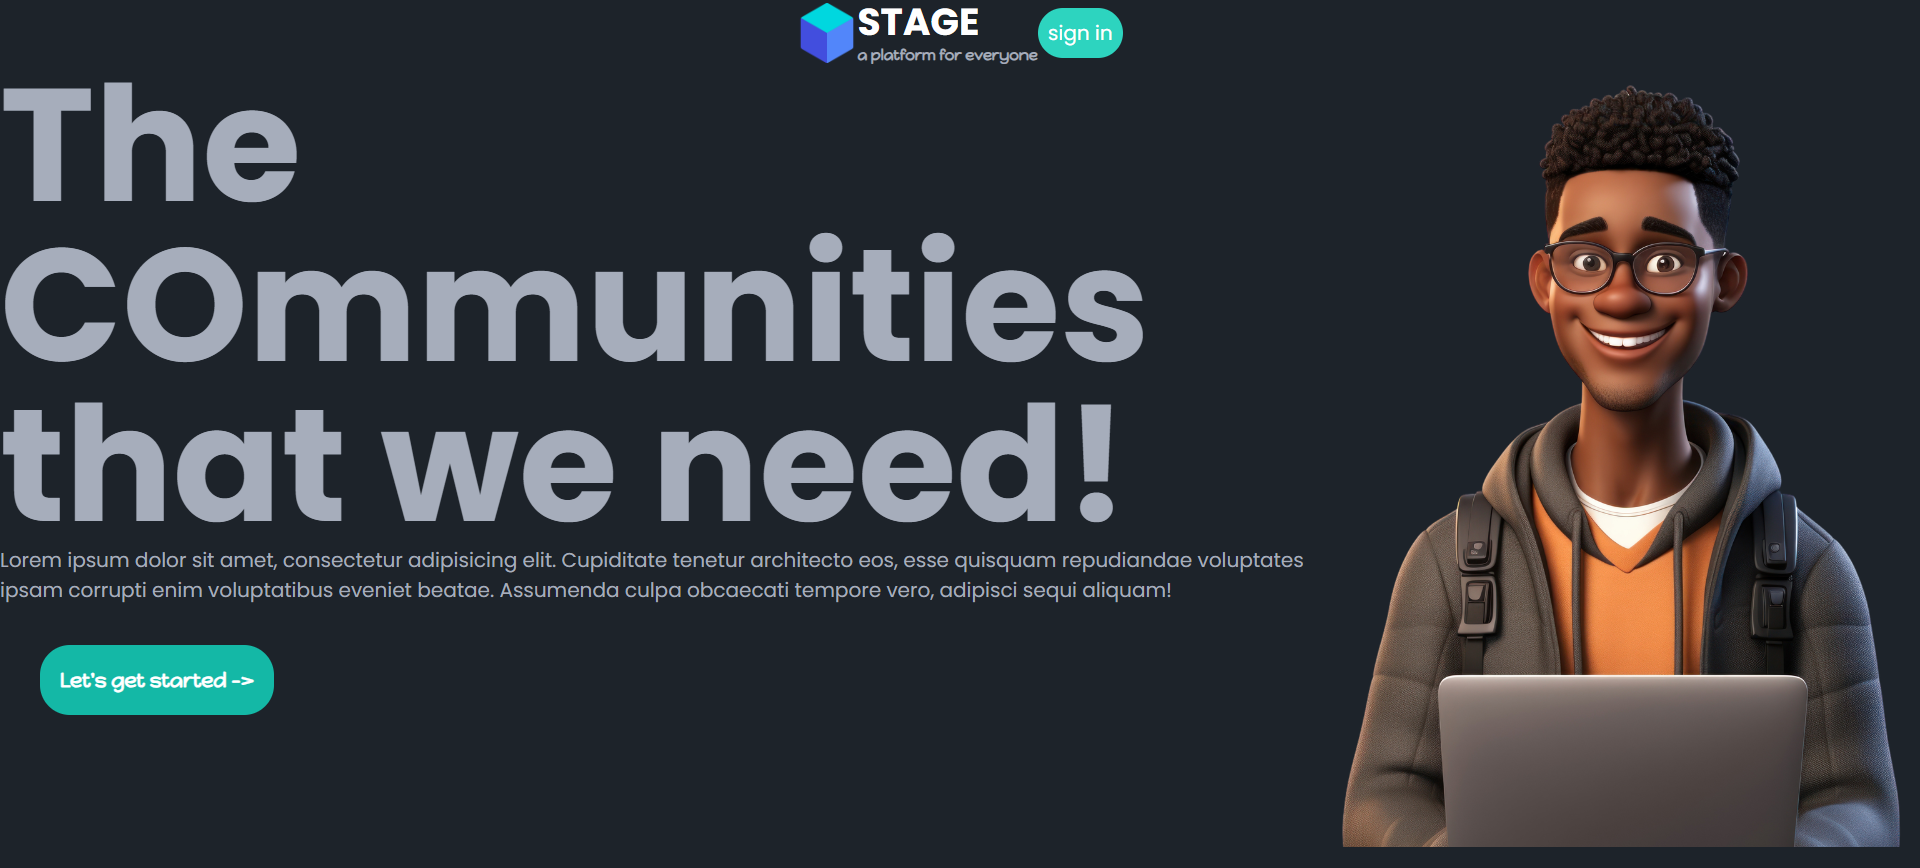 STAGE
a platform for everyone
sign in
The
COmmunities
that we need!
Lorem ipsum dolor sit amet, consectetur adipisicing elit. Cupiditate tenetur architecto eos, esse quisquam repudiandae voluptates
ipsam corrupti enim voluptatibus eveniet beatae. Assumenda culpa obcaecati tempore vero, adipisci sequi aliquam!
Let's get started ->